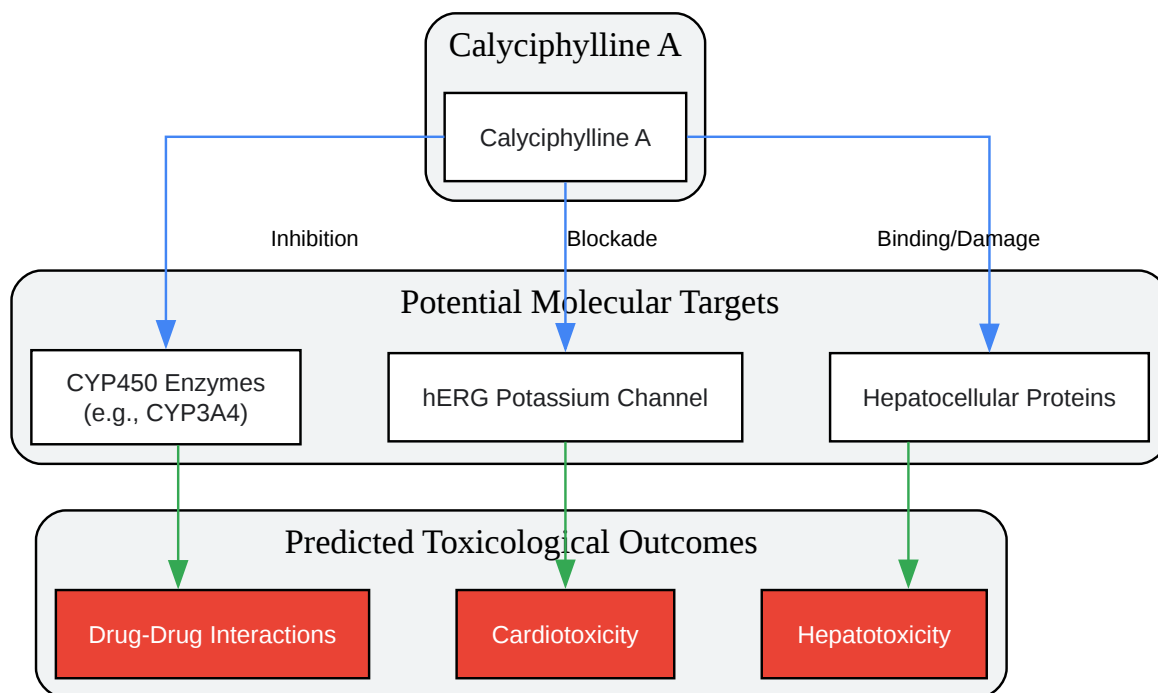 Calyciphylline A
Calyciphylline A
Inhibition
Blockade
Binding/Damage
Potential Molecular Targets
CYP450 Enzymes
(e.g., CYP3A4)
hERG Potassium Channel
Hepatocellular Proteins
Predicted Toxicological Outcomes
Drug-Drug Interactions
Cardiotoxicity
Hepatotoxicity